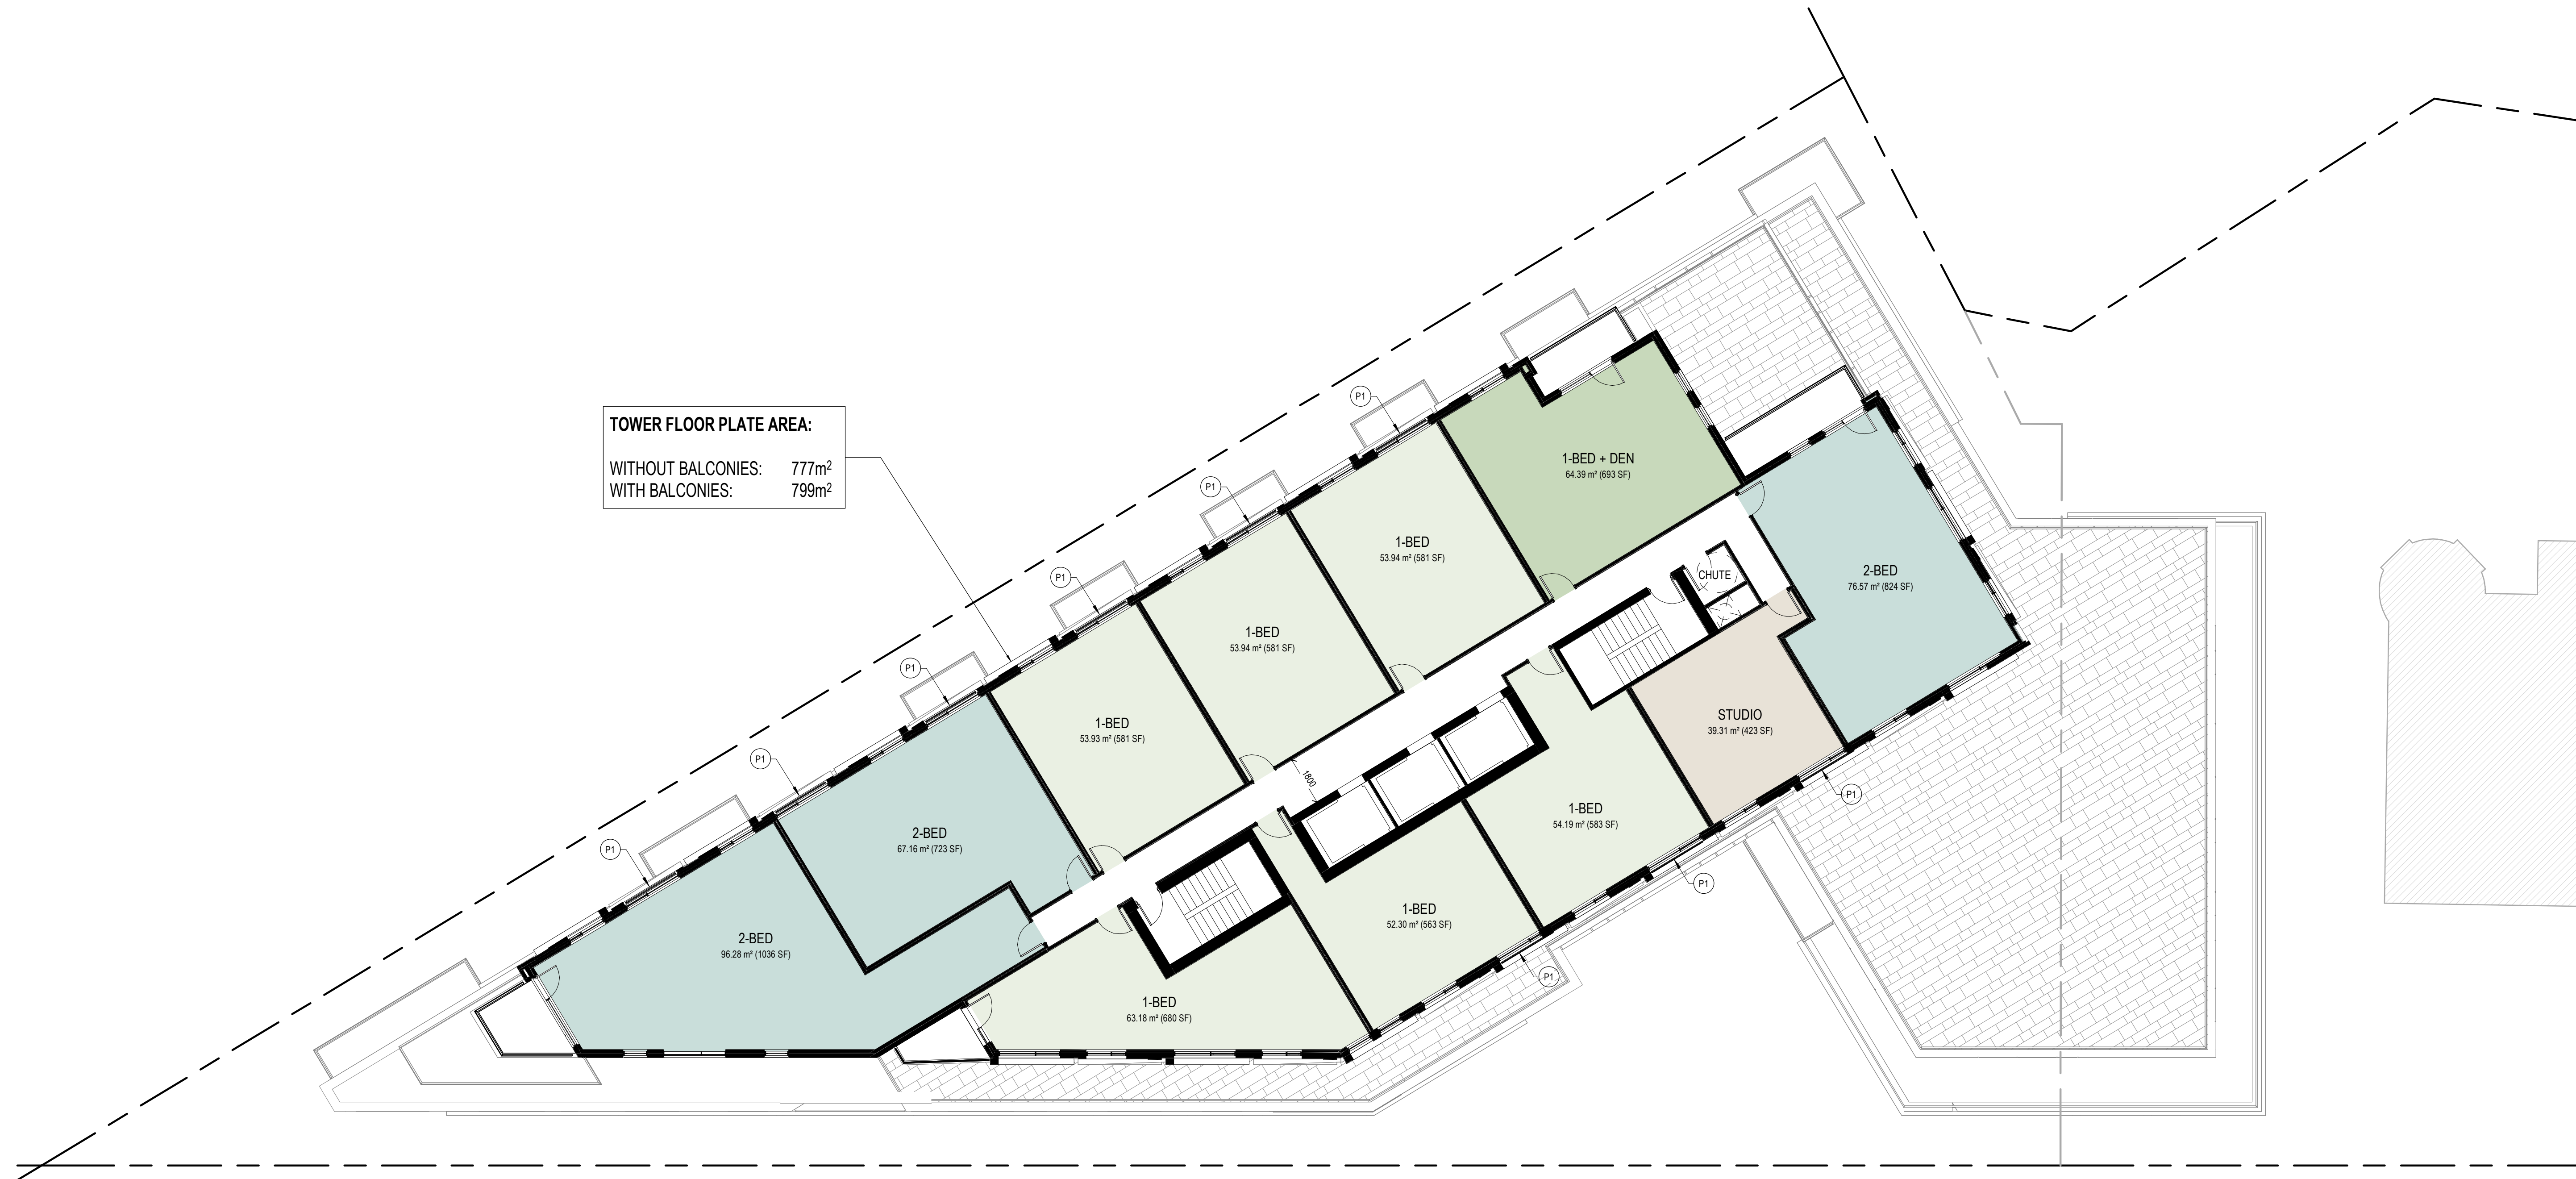 TOWER FLOOR PLATE AREA:
WITHOUT BALCONIES: 777m²
WITH BALCONIES: 799m²
P1
P1
P1
P1
P1
P1
1-BED + DEN
64.39 m² (693 SF)
1-BED
53.94 m² (581 SF)
CHUTE
2-BED
76.57 m² (824 SF)
1-BED
53.94 m² (581 SF)
1-BED
53.93 m² (581 SF)
STUDIO
39.31 m² (423 SF)
1800
P1
1-BED
54.19 m² (583 SF)
2-BED
67.16 m² (723 SF)
P1
1-BED
52.30 m² (563 SF)
2-BED
96.28 m² (1036 SF)
P1
1-BED
63.18 m² (680 SF)